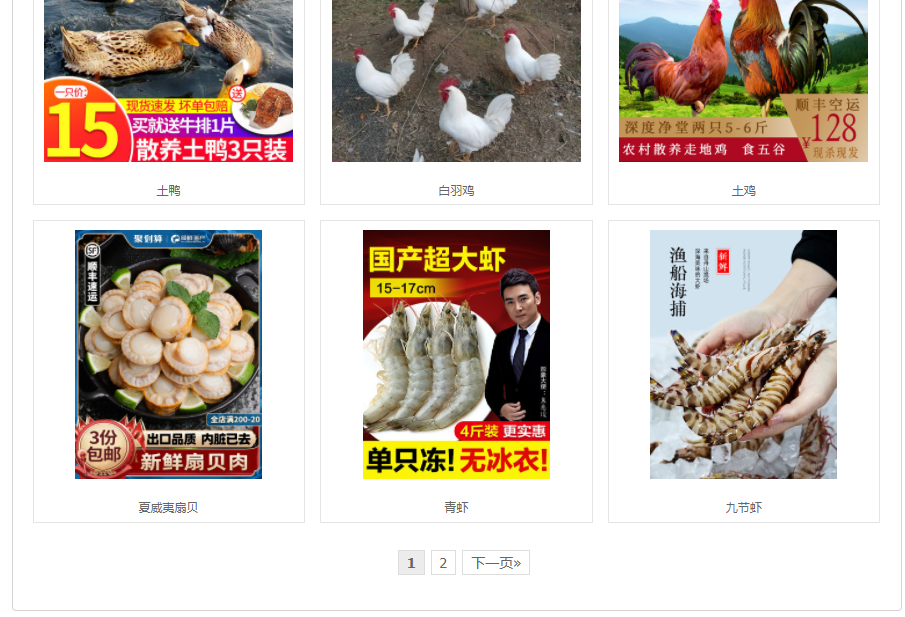 一只价:
15
现货速发 坏单包赔
买就送牛排1片
送
散养土鸭3只装
顺丰空运
深度净堂两只5-6斤
¥128
农村散养走地鸡 食五谷
现杀现发
土鸭
白羽鸡
土鸡
聚划算
SF
顺丰速运
全店满200-20
3份
包邮
出口品质 内脏已去
新鲜扇贝肉
国产超大虾
15-17cm
4斤装 更实惠
单只冻! 无冰衣!
渔船海捕
新鲜
夏威夷扇贝
青虾
九节虾
1
2
下一页»